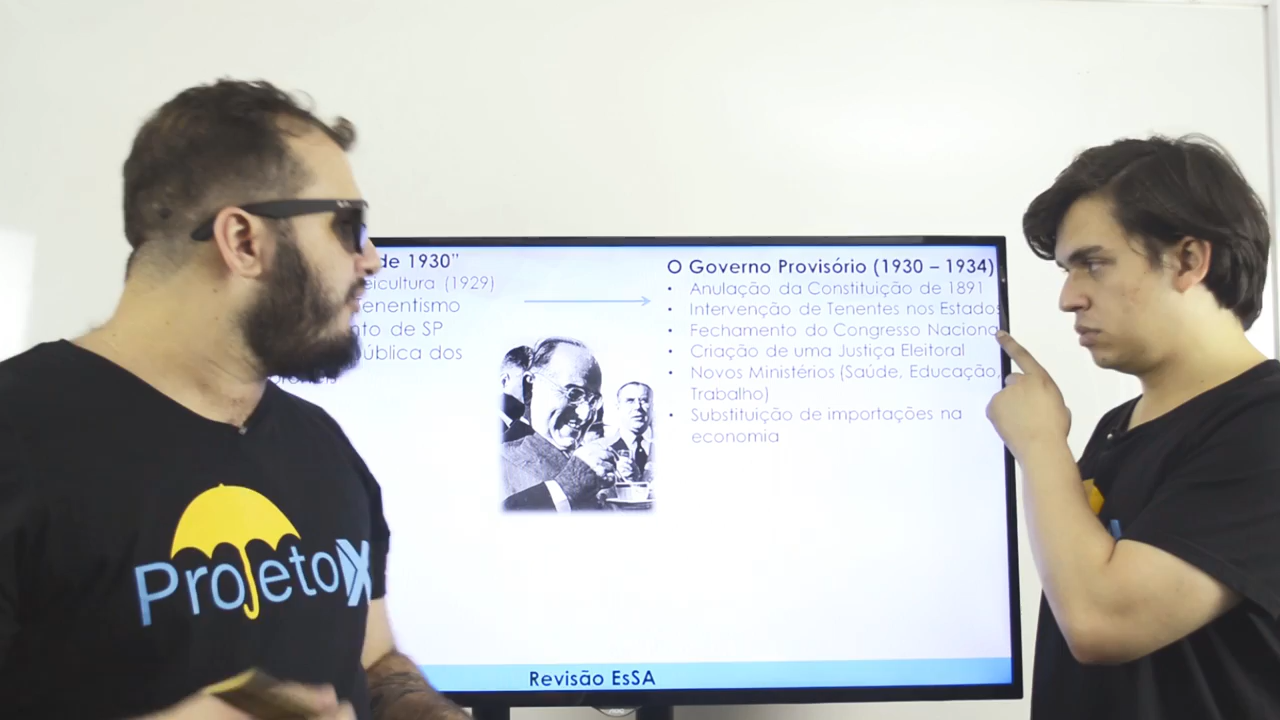 de 1930”
eicultura (1929)
enentismo
nto de SP
ública dos
O Governo Provisório (1930 – 1934)
• Anulação da Constituição de 1891
• Intervenção de Tenentes nos Estados
• Fechamento do Congresso Naciona
• Criação de uma Justiça Eleitoral
• Novos Ministérios (Saúde, Educação,
Trabalho)
• Substituição de importações na
economia
Revisão EsSA
ProjetoX